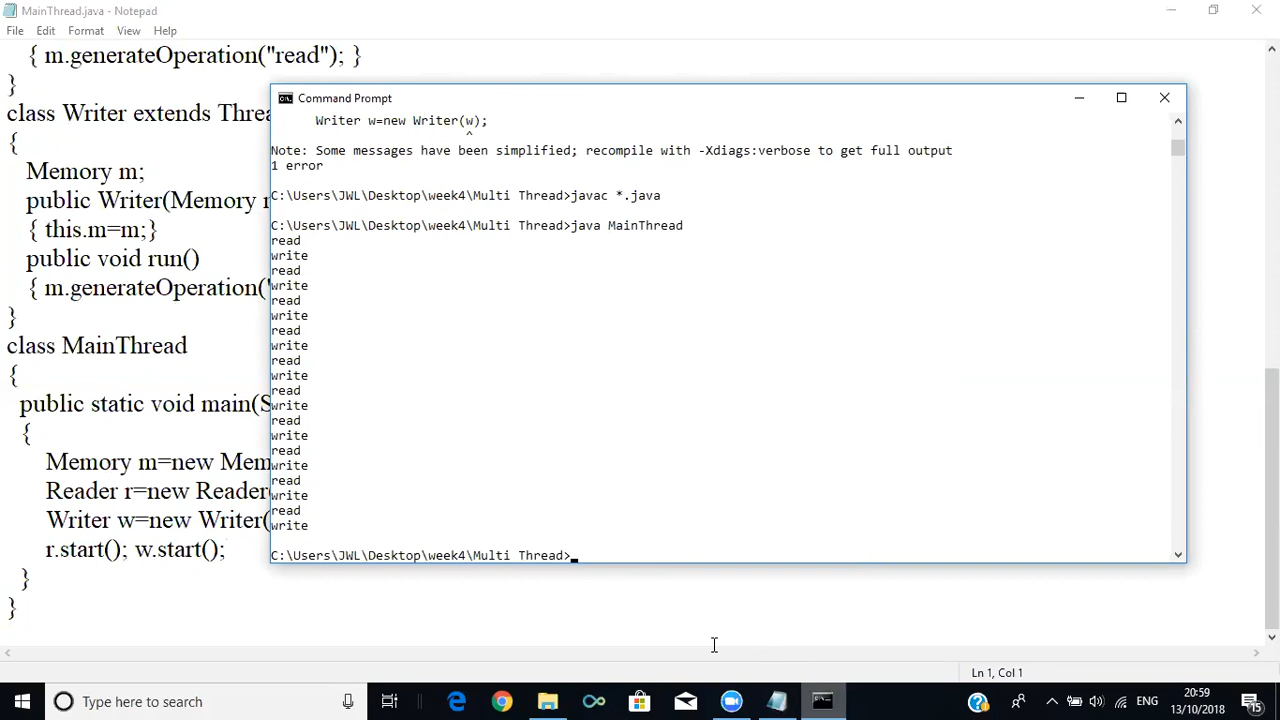 MainThread.java - Notepad
File Edit Format View Help
{ m.generateOperation("read"); }
}
class Writer extends Threa
{
Memory m;
public Writer(Memory
{ this.m=m;}
public void run()
{ m.generateOperation(
}
class MainThread
{
public static void main(S
{
Memory m=new Mem
Reader r=new Reader(
Writer w=new Writer(
r.start(); w.start();
}
}
Command Prompt
Writer w=new Writer(w);
^
Note: Some messages have been simplified; recompile with -Xdiags:verbose to get full output
1 error
C:\Users\JWL\Desktop\week4\Multi Thread>javac *.java
C:\Users\JWL\Desktop\week4\Multi Thread>java MainThread
read
write
read
write
read
write
read
write
read
write
read
write
read
write
read
write
read
write
read
write
C:\Users\JWL\Desktop\week4\Multi Thread>
Ln 1, Col 1
Type here to search
ENG
20:59
13/10/2018
15